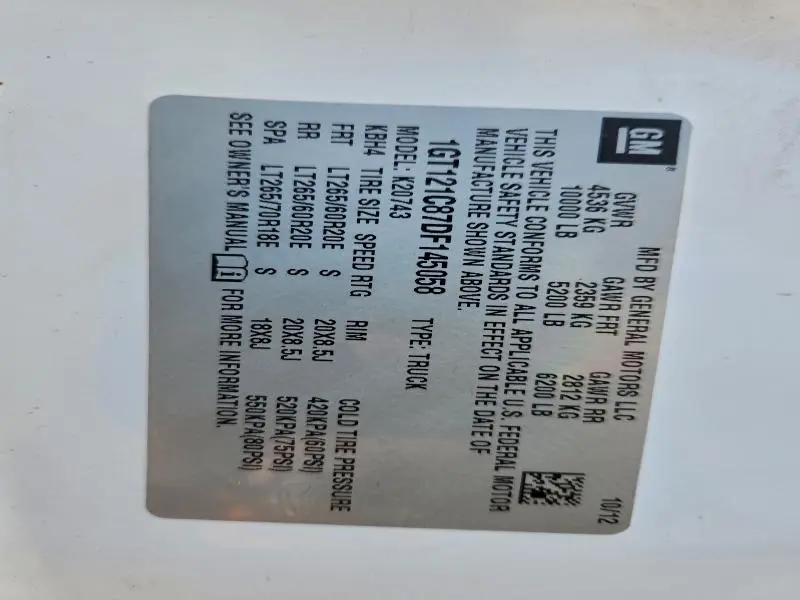 GM ®
MFD BY GENERAL MOTORS LLC 10/12
GVWR GAWR FRT GAWR RR
4536 KG 2359 KG 2812 KG
10000 LB 5200 LB 6200 LB
THIS VEHICLE CONFORMS TO ALL APPLICABLE U.S. FEDERAL MOTOR
VEHICLE SAFETY STANDARDS IN EFFECT ON THE DATE OF
MANUFACTURE SHOWN ABOVE.
1GT121C87DF145058 TYPE: TRUCK
MODEL: K20743
KBH4 TIRE SIZE SPEED RTG RIM COLD TIRE PRESSURE
FRT LT265/60R20E S 20X8.5J 420KPA(60PSI)
RR LT265/60R20E S 20X8.5J 520KPA(75PSI)
SPA LT265/70R18E S 18X8J 550KPA(80PSI)
SEE OWNER'S MANUAL FOR MORE INFORMATION.